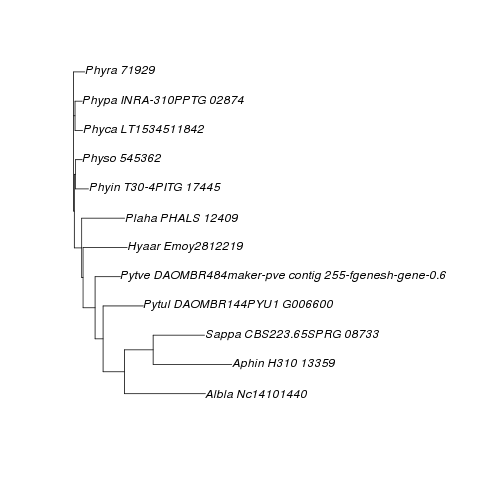 Phyra 71929
Phypa INRA-310PPTG 02874
Phyca LT1534511842
Physo 545362
Phyin T30-4PITG 17445
Plaha PHALS 12409
Hyaar Emoy2812219
Pytve DAOMBR484maker-pve contig 255-fgenesh-gene-0.6
Pytul DAOMBR144PYU1 G006600
Sappa CBS223.65SPRG 08733
Aphin H310 13359
Albla Nc14101440